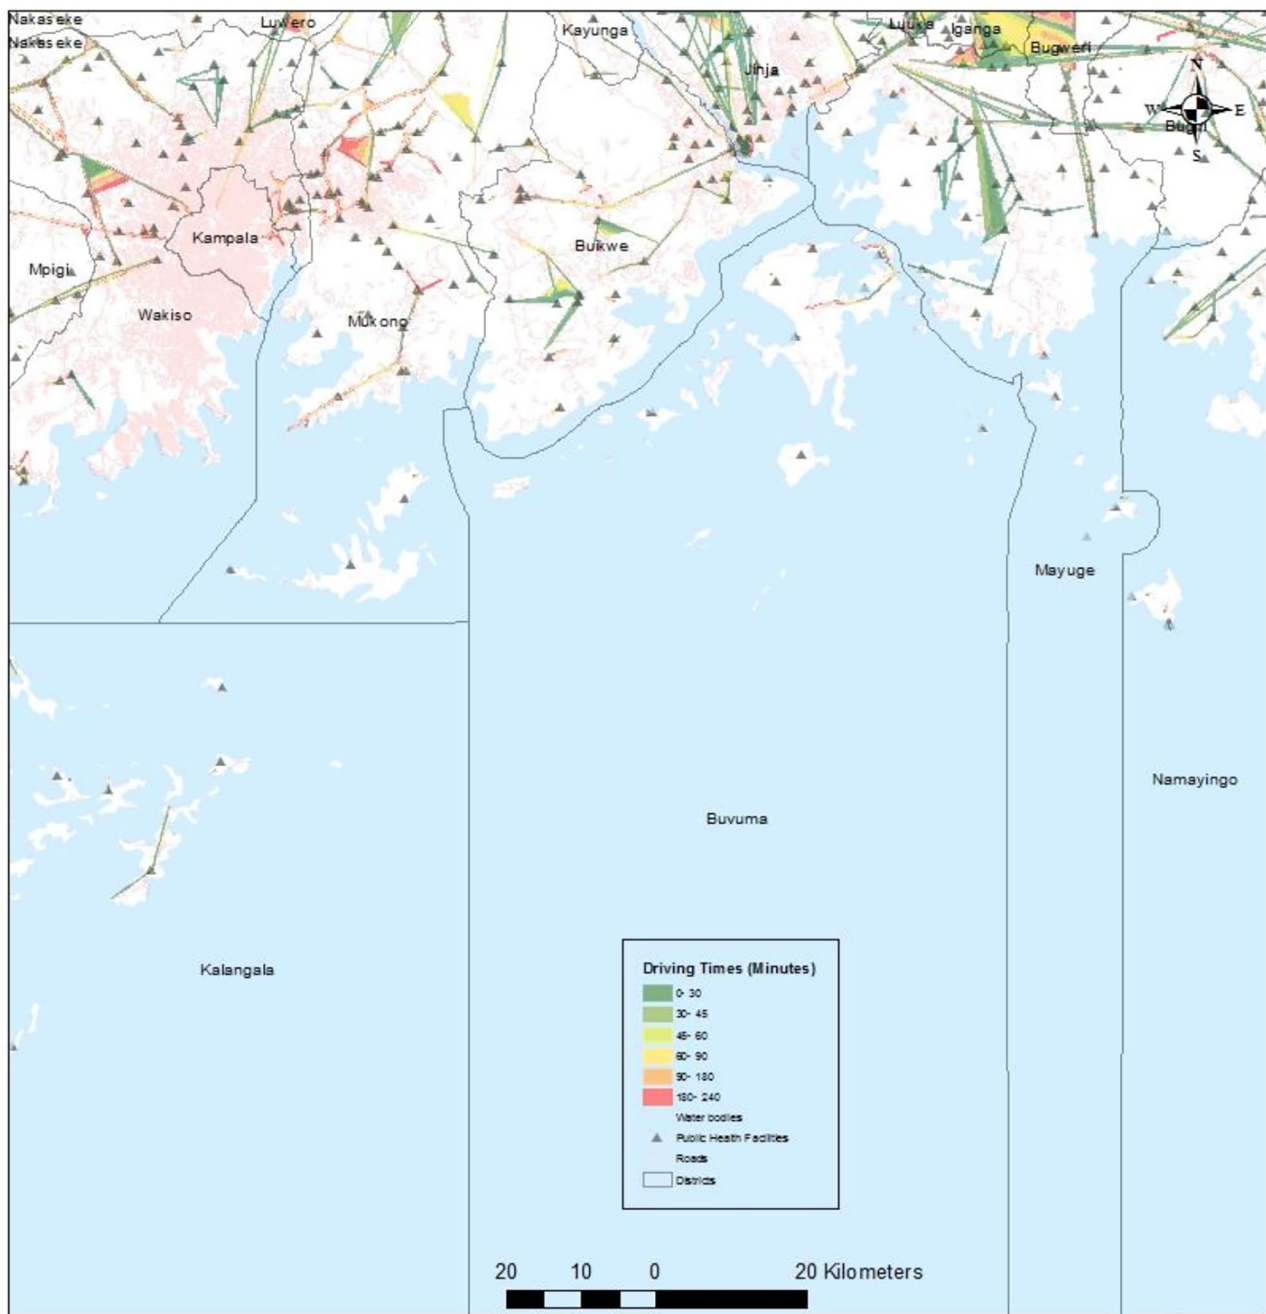 Nakaseke
Luwero
Kayunga
Luuka
Iganga
Nakaseke
Bugweri
Jinja
N
W
E
Bugiri
S
Kampala
Buikwe
Mpigi
Wakiso
Mukono
Mayuge
Namayingo
Buvuma
Kalangala
Driving Times (Minutes)
0- 30
30- 45
45- 60
60- 90
90- 180
180- 240
Water bodies
Public Heath Facilities
Roads
Districts
20 10 0 20 Kilometers